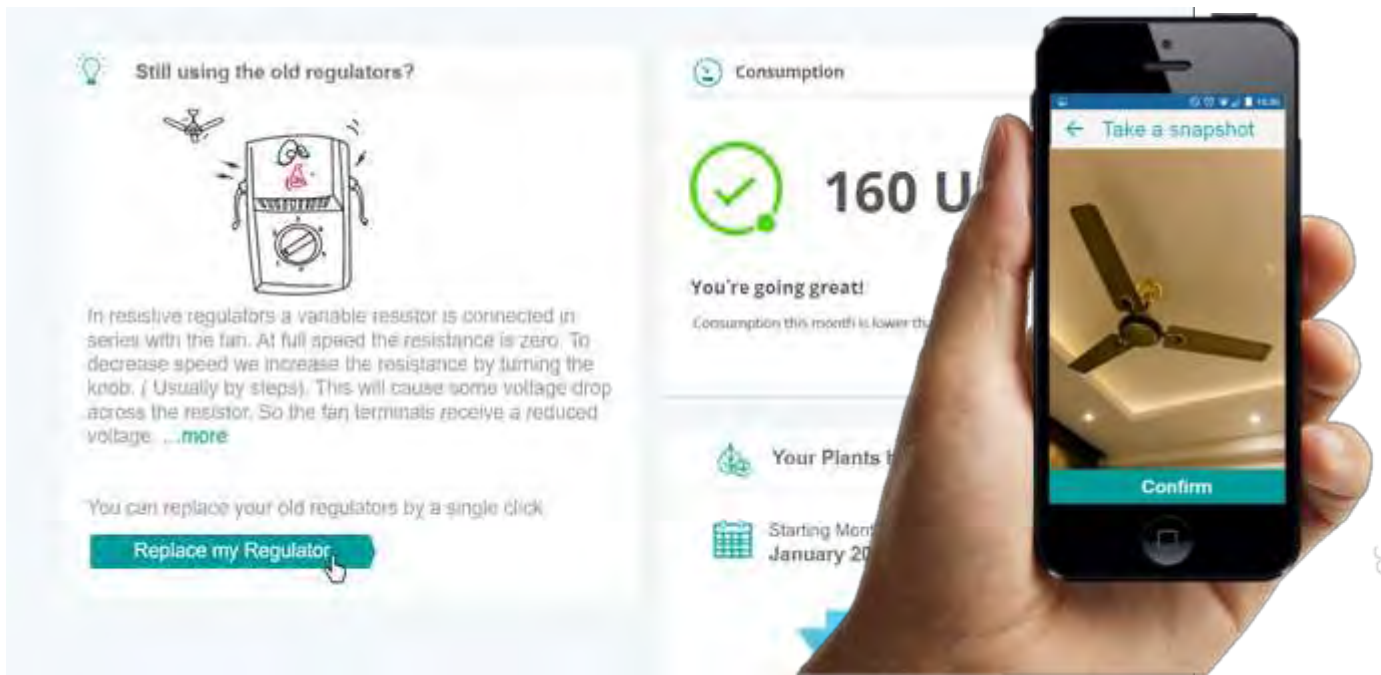 Still using the old regulators?
In resistive regulators a variable resistor is connected in
series with the fan. At full speed the resistance is zero. To
decrease speed we increase the resistance by turning the
knob. ( Usually by steps). This will cause some voltage drop
across the resistor. So the fan terminals receive a reduced
voltage. ...more
You can replace your old regulators by a single click
Replace my Regulator
Consumption
160 U
You're going great!
Consumption this month is lower
Your Plants
Starting
January 20
Take a snapshot
Confirm